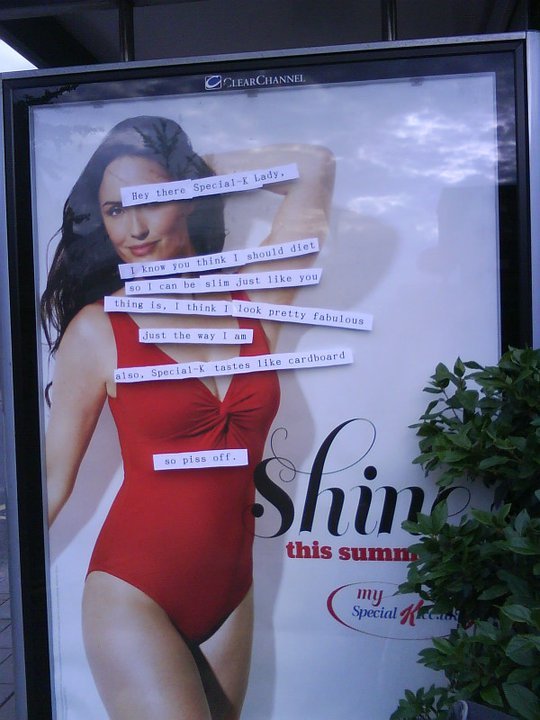 CLEARCHANNEL
Hey there Special-K Lady,
I know you think I should diet
so I can be slim just like you
thing is, I think I look pretty fabulous
just the way I am
also, Special-K tastes like cardboard
so piss off.
Shine
this summ
my
Special K